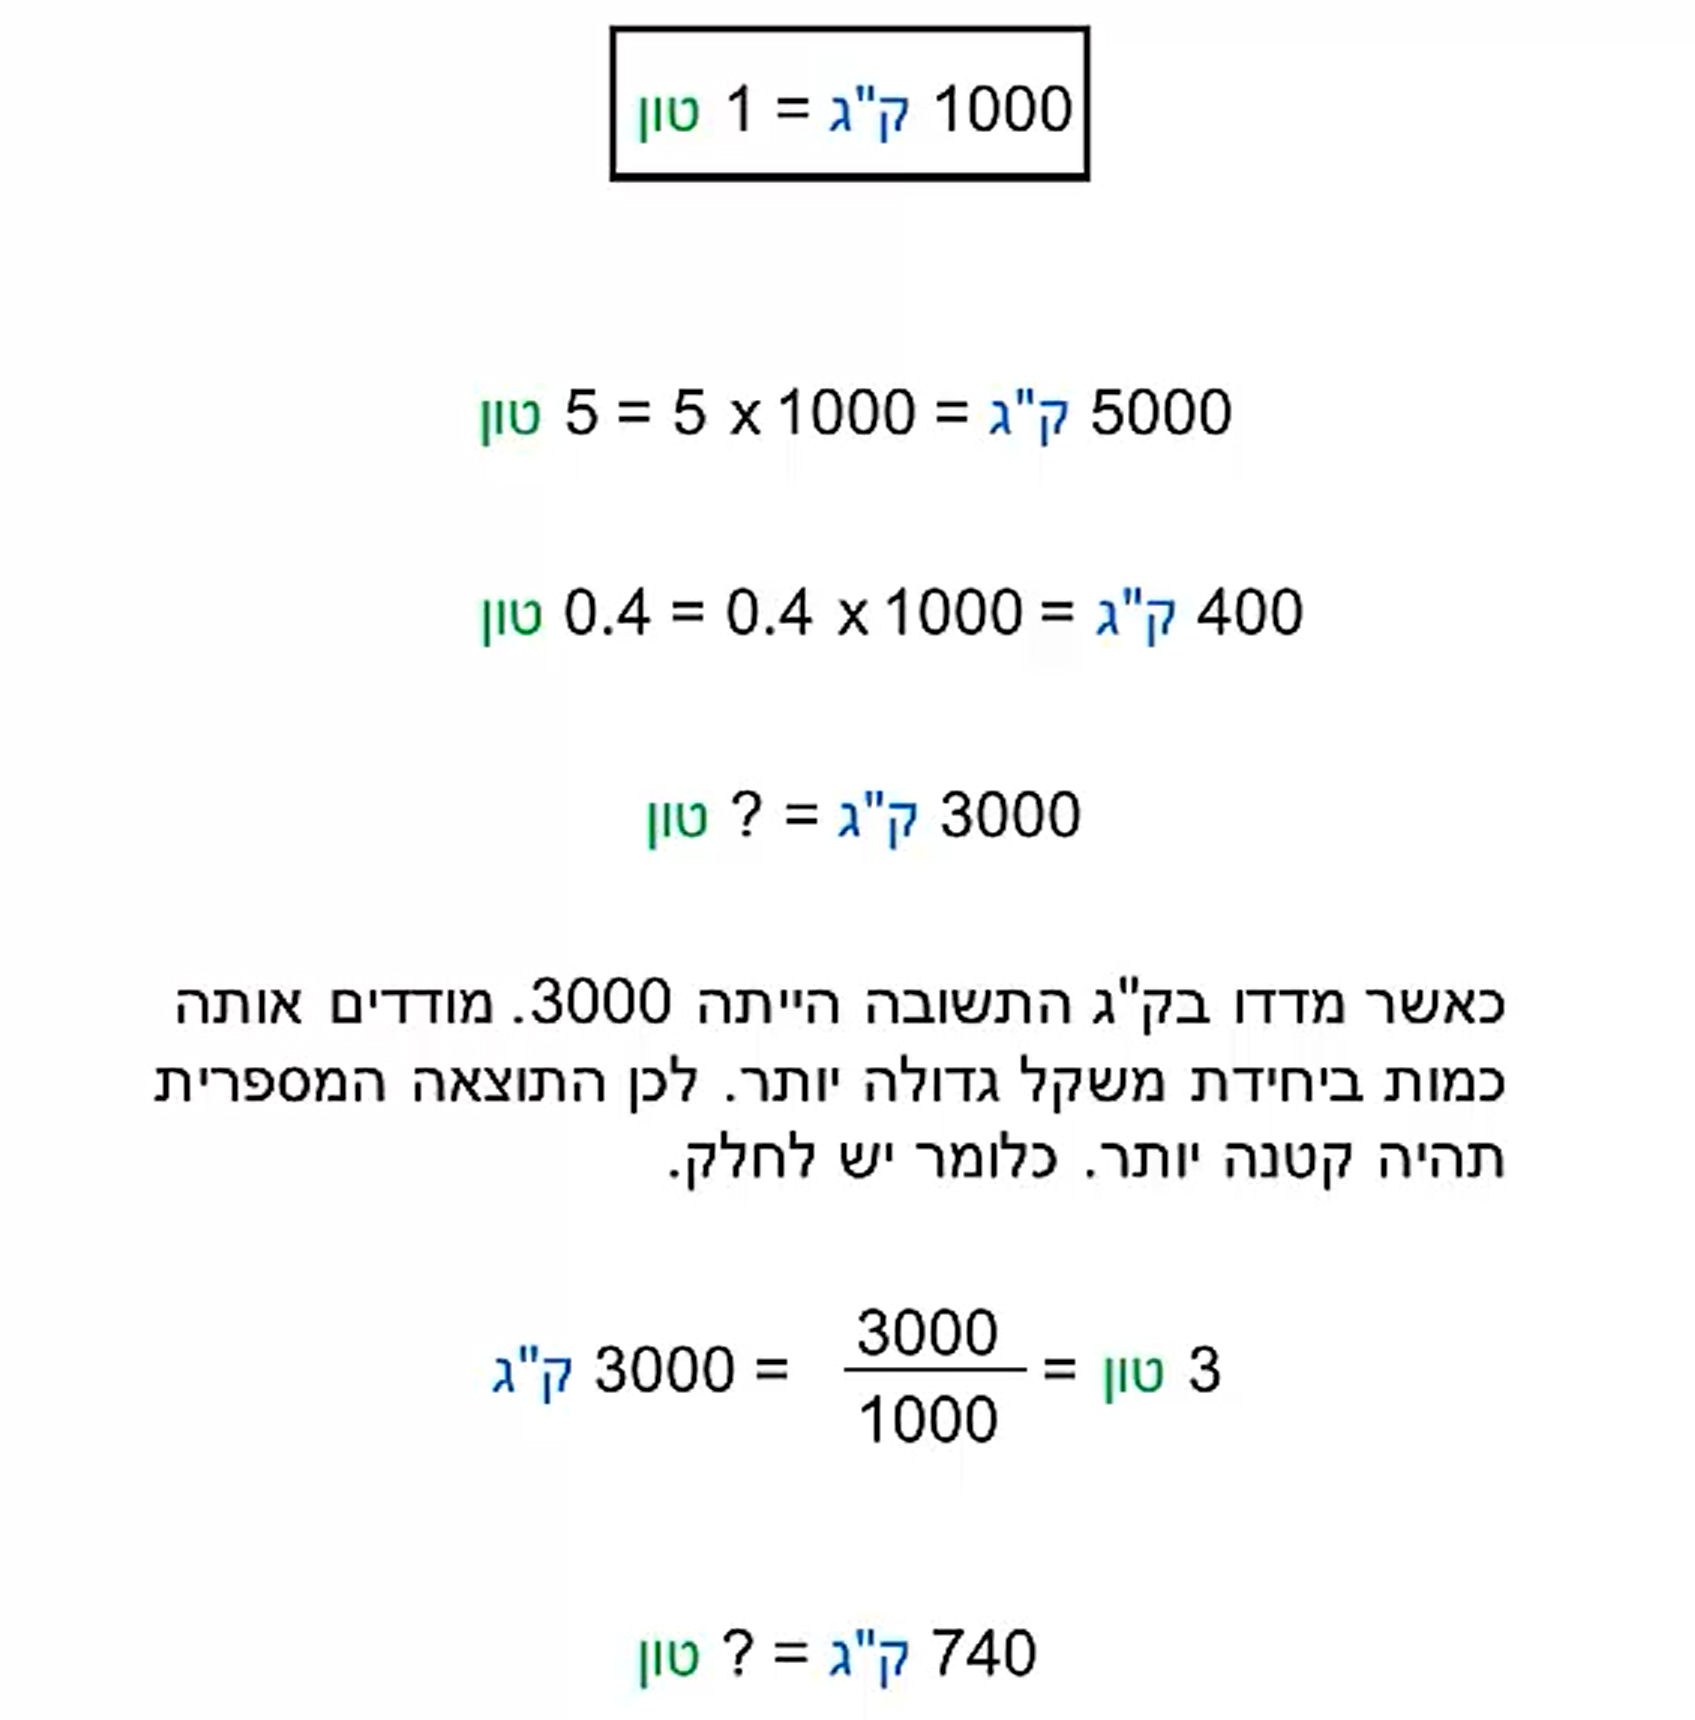 1 טון = 1000 ק"ג
5 טון = 5 x 1000 = 5000 ק"ג
0.4 טון = 0.4 x 1000 = 400 ק"ג
? טון = 3000 ק"ג
כאשר מדדו בק"ג התשובה הייתה 3000. מודדים אותה
כמות ביחידת משקל גדולה יותר. לכן התוצאה המספרית
תהיה קטנה יותר. כלומר יש לחלק.
3000 ק"ג = 3000/1000 = 3 טון
? טון = 740 ק"ג